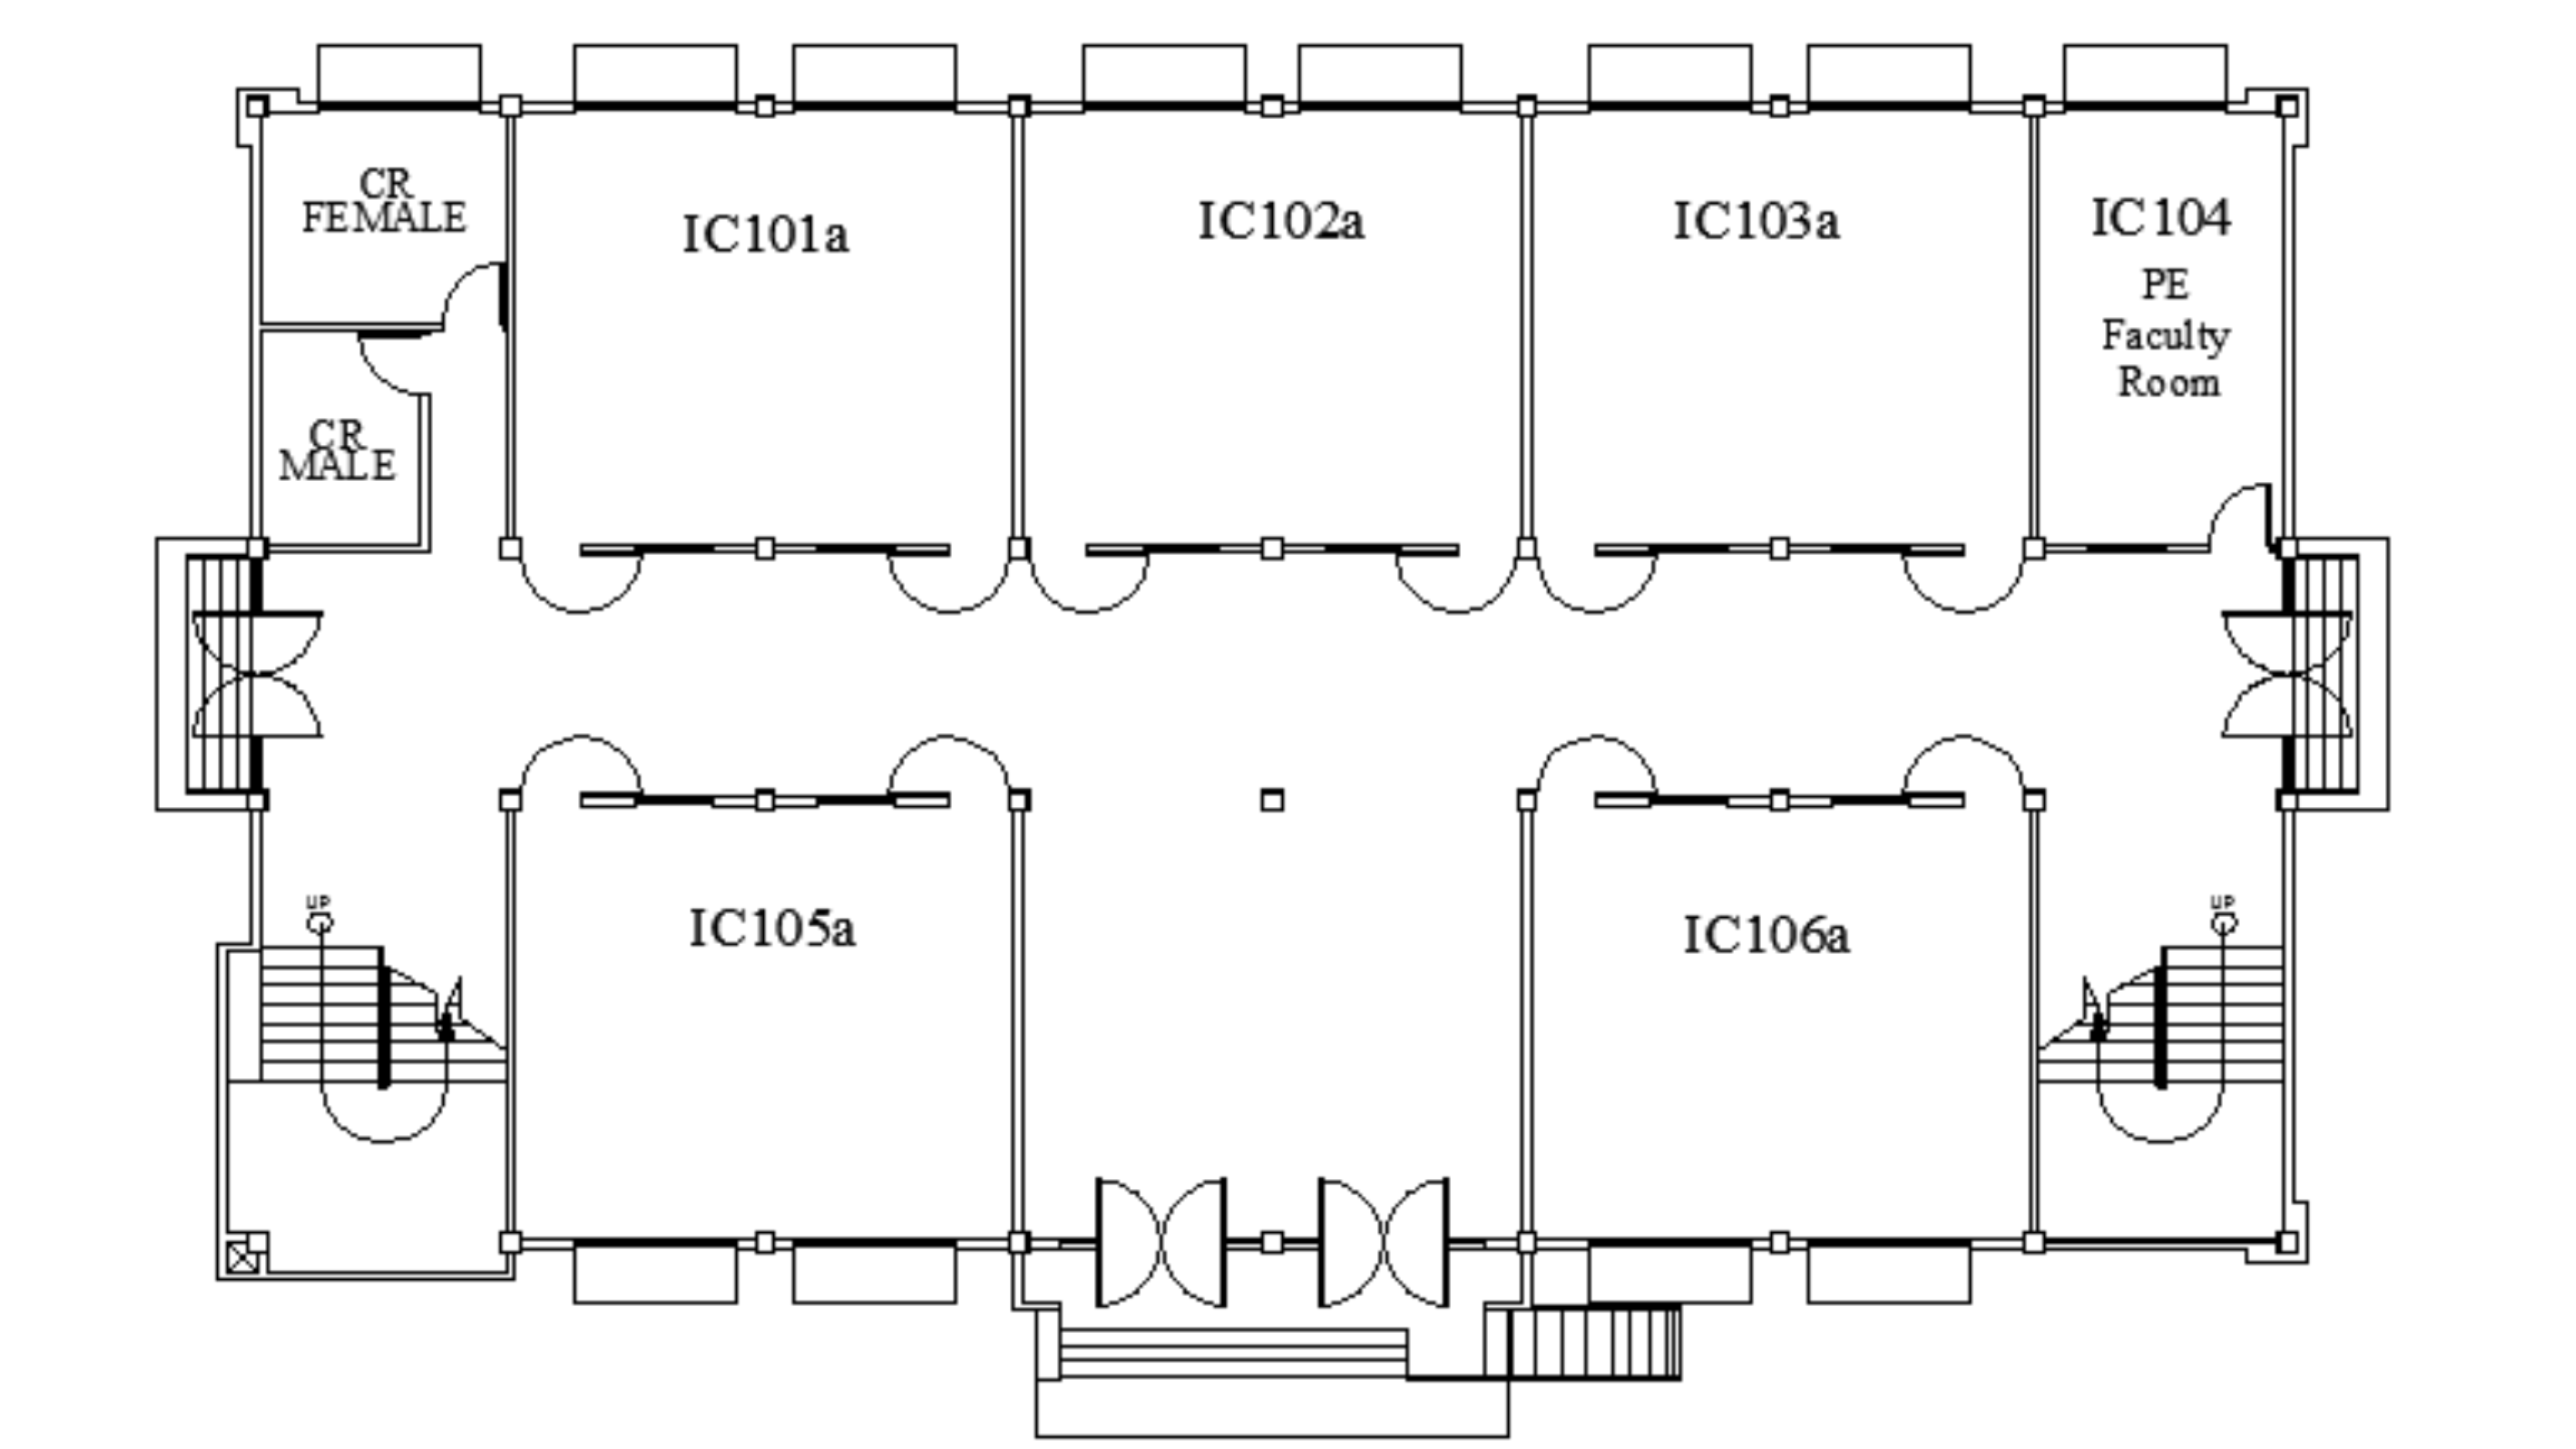 CR
FEMALE
IC101a
IC102a
IC103a
IC104
PE
Faculty
Room
CR
MALE
UP
IC105a
IC106a
UP